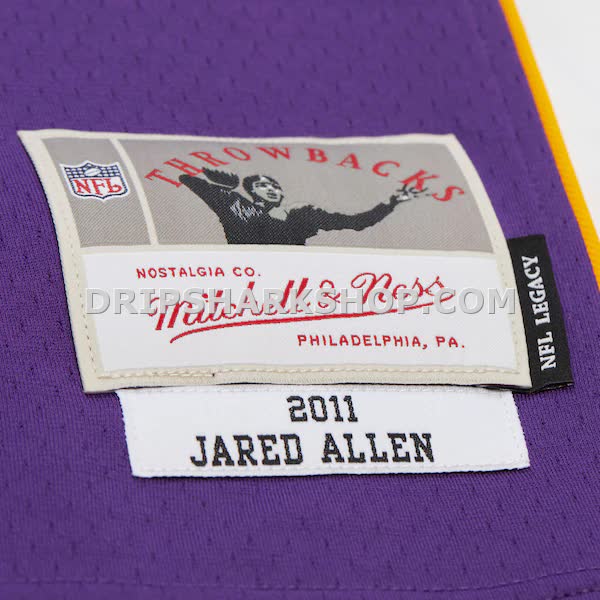 THROWBACKS
NFL
NOSTALGIA CO.
Mitchell & Ness
PHILADELPHIA, PA.
DRIPSHARKSHOP.COM
NFL LEGACY
2011
JARED ALLEN